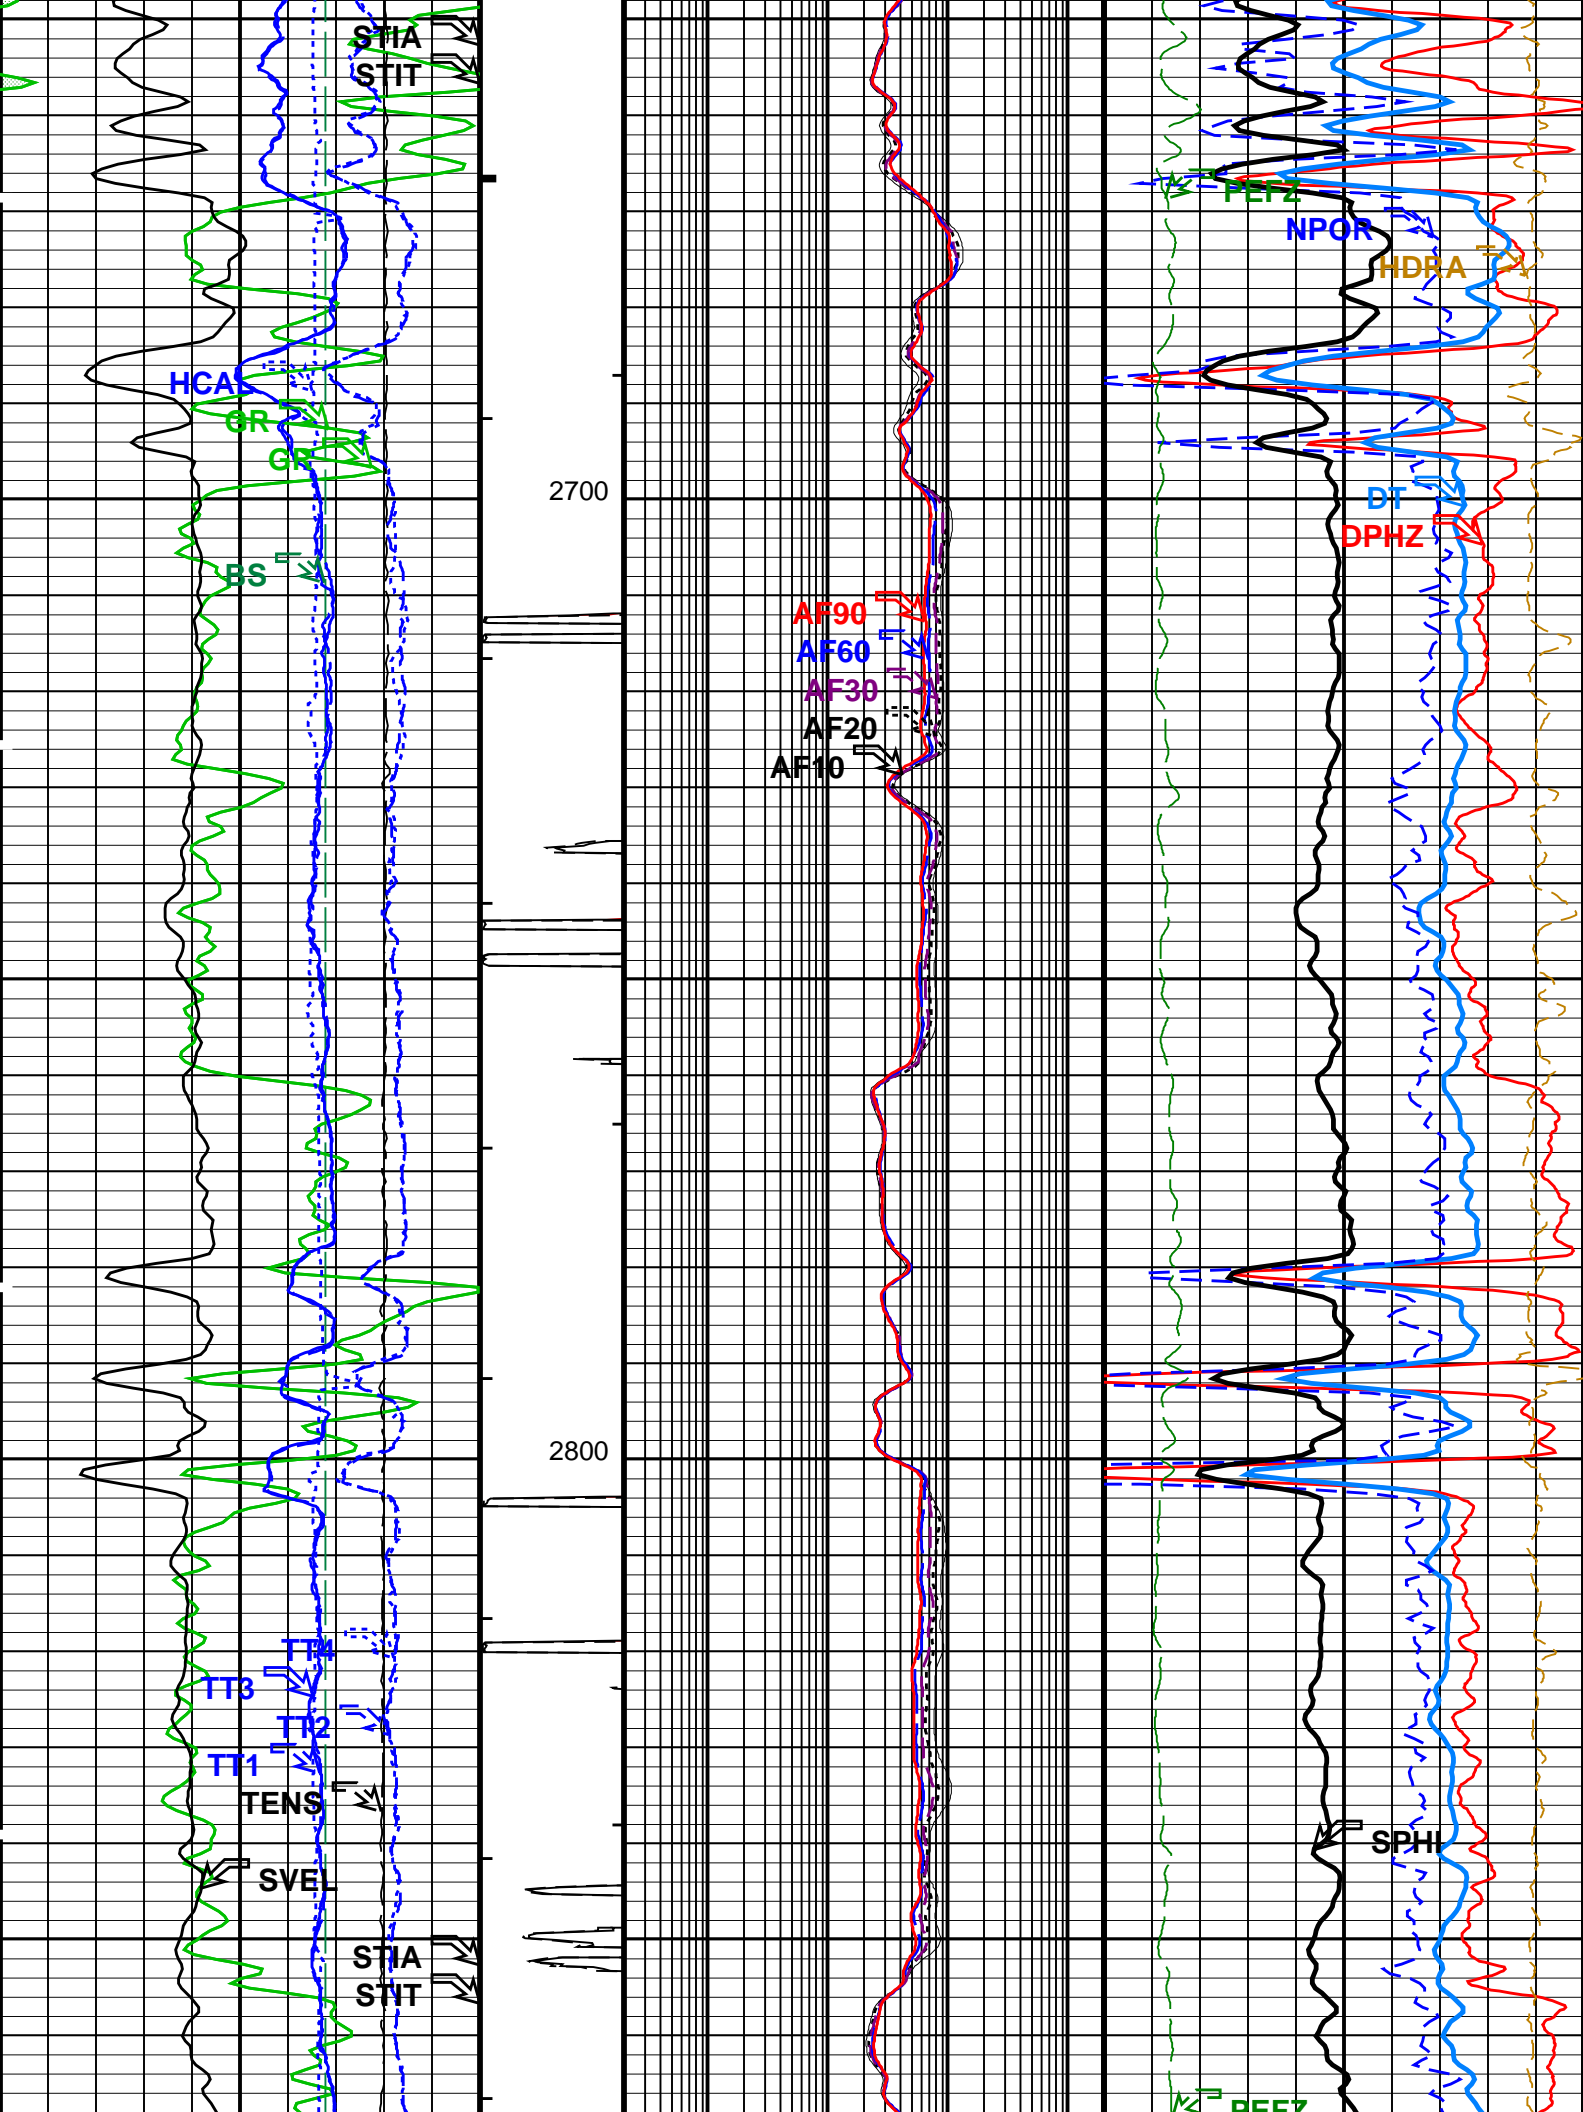 STIA
STIT
PEFZ
NPOR
HDRA
HCAL
GR
GR
2700
DT
DPHZ
BS
AF90
AF60
AF30
AF20
AF10
2800
TT4
TT3
TT2
TT1
TENS
SPHI
SVEL
STIA
STIT
PEFZ